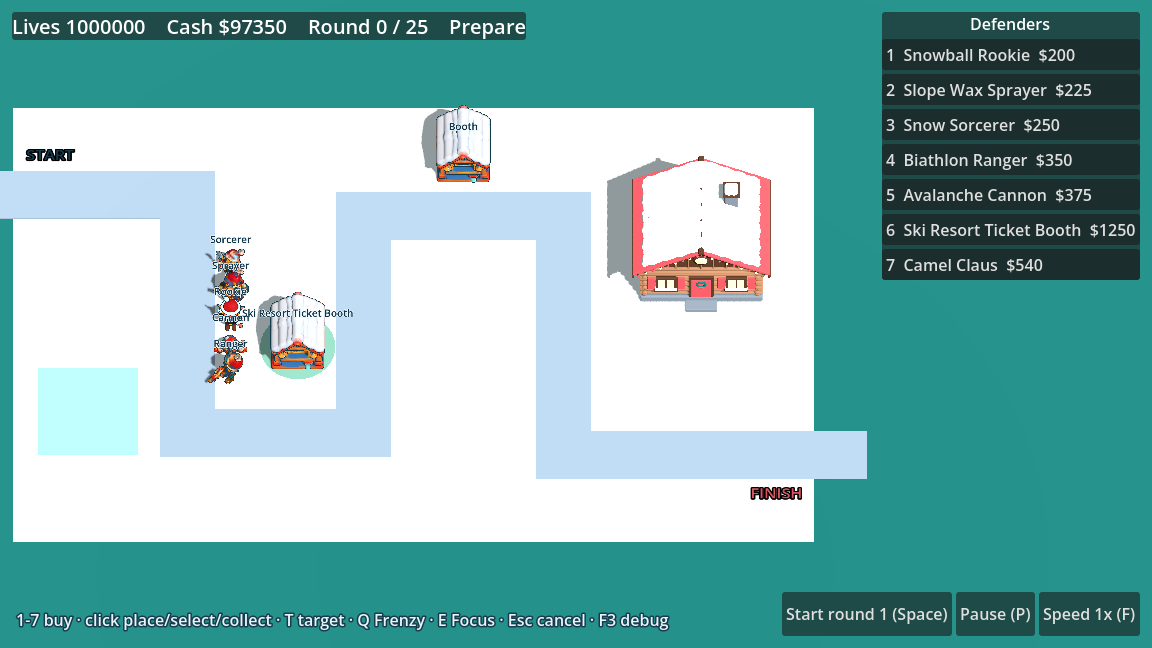 Lives 1000000 Cash $97350 Round 0 / 25 Prepare
Defenders
1 Snowball Rookie $200
2 Slope Wax Sprayer $225
3 Snow Sorcerer $250
4 Biathlon Ranger $350
5 Avalanche Cannon $375
6 Ski Resort Ticket Booth $1250
7 Camel Claus $540
Booth
START
Sorcerer
Sprayer
Rookie
Cannon
Ski Resort Ticket Booth
Ranger
FINISH
1-7 buy · click place/select/collect · T target · Q Frenzy · E Focus · Esc cancel · F3 debug
Start round 1 (Space)
Pause (P)
Speed 1x (F)